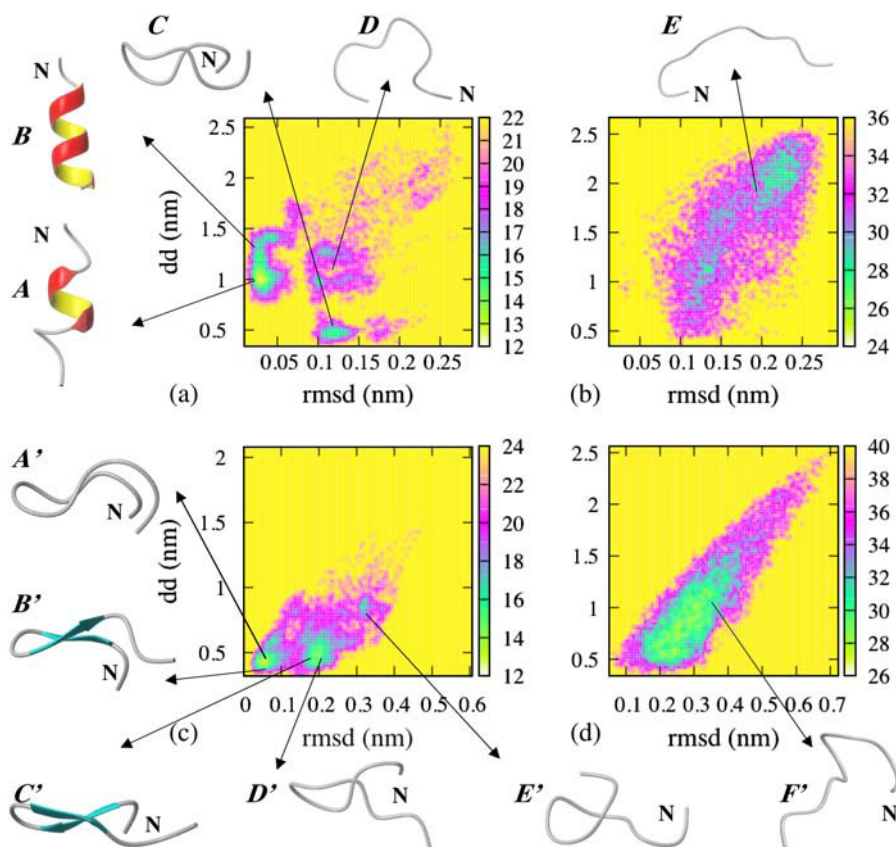 C
D
E
N
N
N
B
N
A
N
2.5
2
1.5
1
0.5
dd (nm)
0.05 0.1 0.15 0.2 0.25
rmsd (nm)
22
21
20
19
18
17
16
15
14
13
12
(a)
2.5
2
1.5
1
0.5
0.05 0.1 0.15 0.2 0.25
rmsd (nm)
36
34
32
30
28
26
24
(b)
A'
N
B'
N
2
1.5
1
0.5
dd (nm)
0 0.1 0.2 0.3 0.4 0.5 0.6
rmsd (nm)
24
22
20
18
16
14
12
(c)
2.5
2
1.5
1
0.5
0.1 0.2 0.3 0.4 0.5 0.6 0.7
rmsd (nm)
40
38
36
34
32
30
28
26
(d)
C'
N
D'
N
E'
N
F'
N